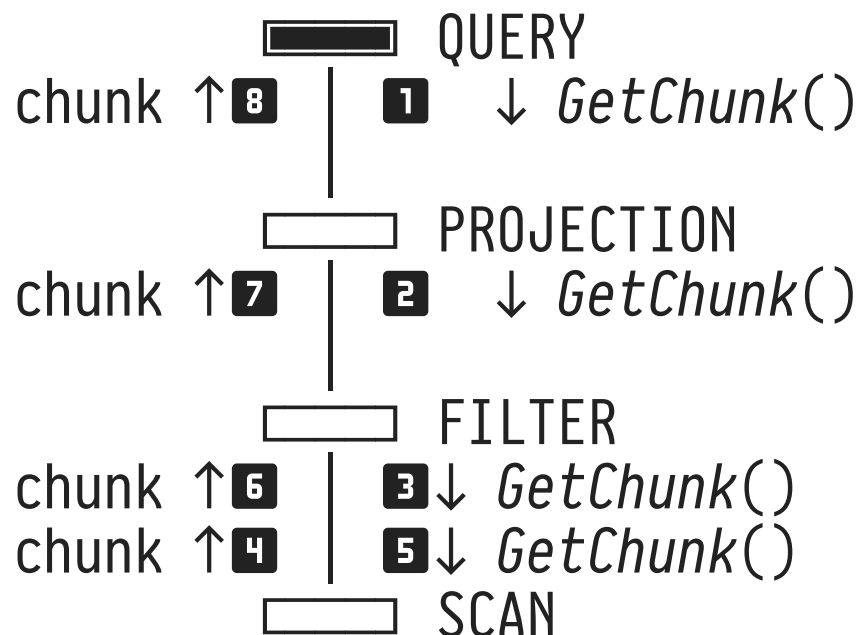 QUERY
chunk ↑ 8 1 ↓ GetChunk()
PROJECTION
chunk ↑ 7 2 ↓ GetChunk()
FILTER
chunk ↑ 6 3 ↓ GetChunk()
chunk ↑ 4 5 ↓ GetChunk()
SCAN